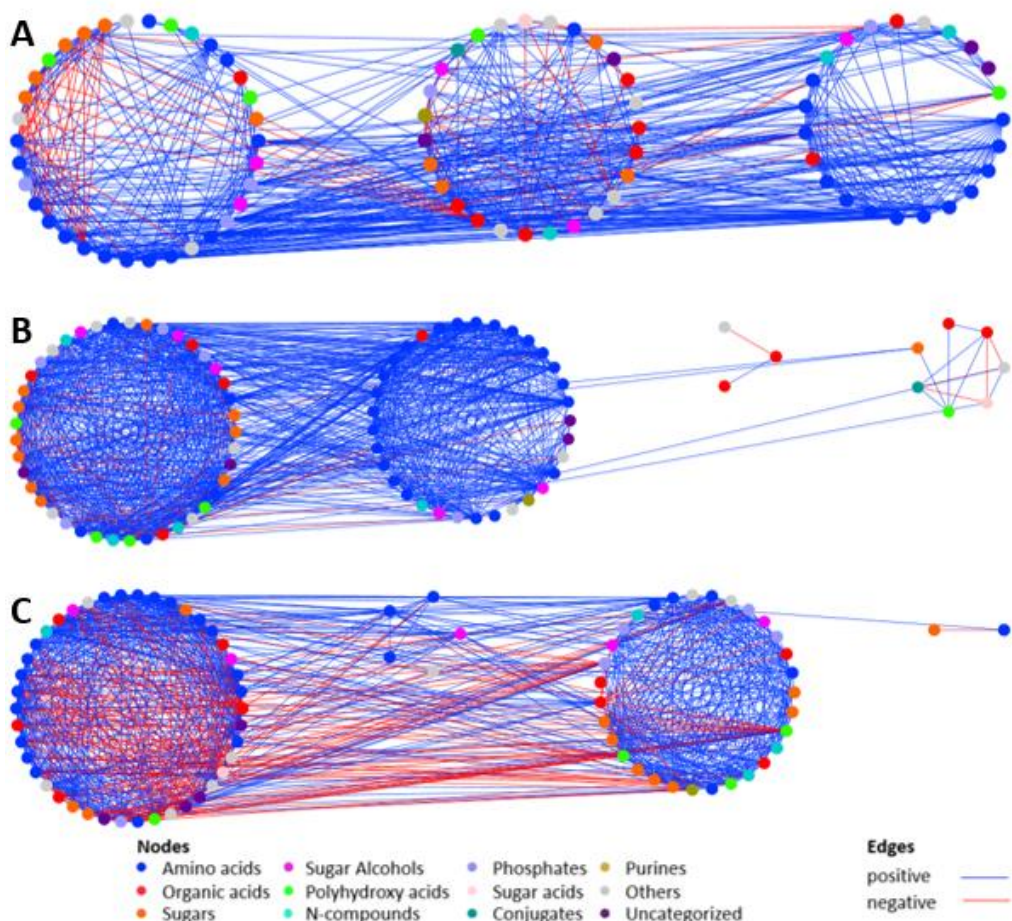 A
B
C
Nodes
Amino acids
Sugar Alcohols
Phosphates
Purines
Organic acids
Polyhydroxy acids
Sugar acids
Others
Sugars
N-compounds
Conjugates
Uncategorized
Edges
positive
negative